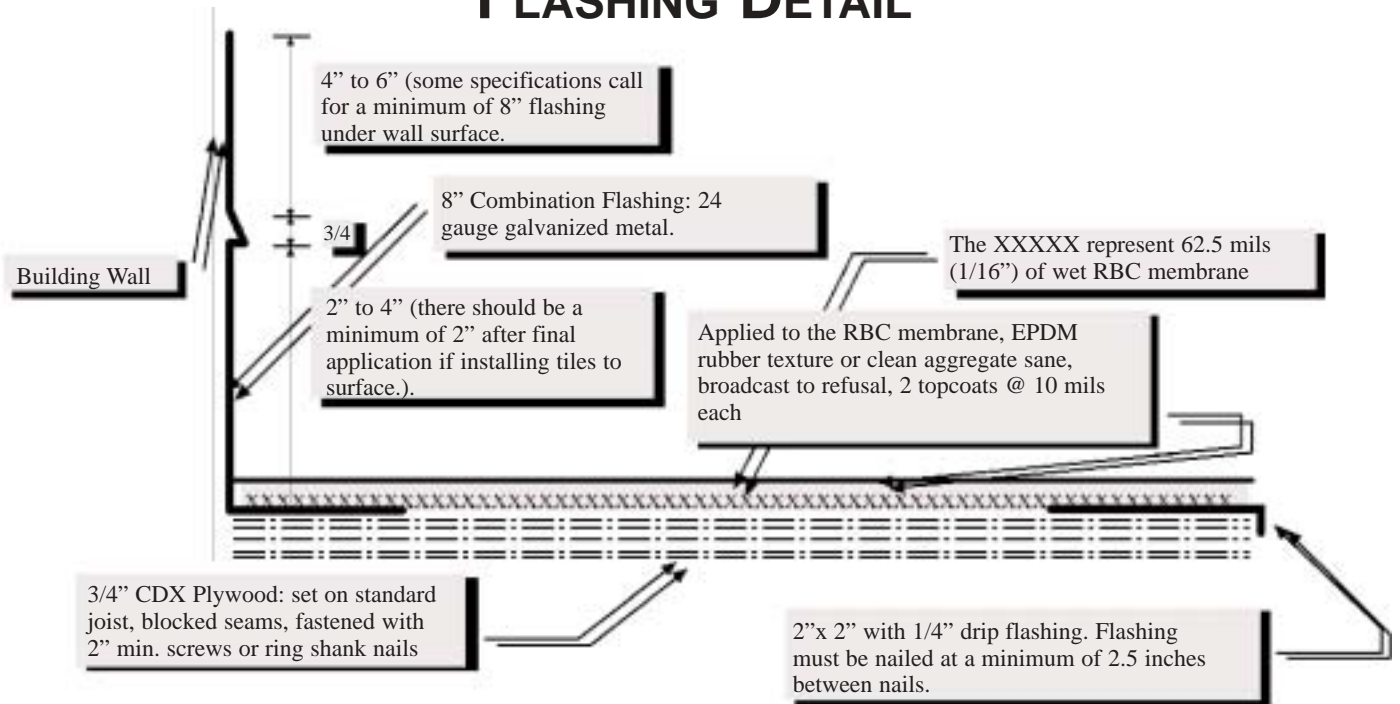 FLASHING DETAIL
4” to 6” (some specifications call
for a minimum of 8” flashing
under wall surface.
8” Combination Flashing: 24
gauge galvanized metal.
3/4
The XXXXX represent 62.5 mils
(1/16”) of wet RBC membrane
Building Wall
2” to 4” (there should be a
minimum of 2” after final
application if installing tiles to
surface.).
Applied to the RBC membrane, EPDM
rubber texture or clean aggregate sane,
broadcast to refusal, 2 topcoats @ 10 mils
each
3/4” CDX Plywood: set on standard
joist, blocked seams, fastened with
2” min. screws or ring shank nails
2”x 2” with 1/4” drip flashing. Flashing
must be nailed at a minimum of 2.5 inches
between nails.